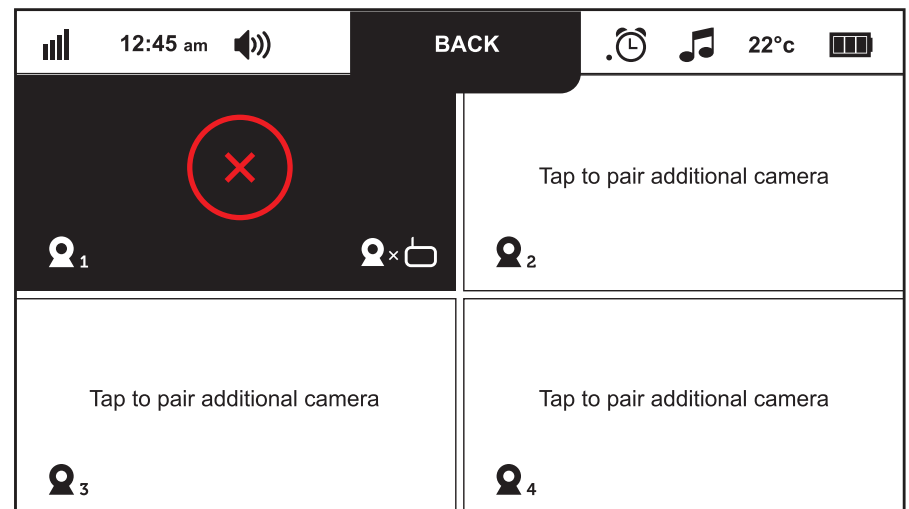 12:45 am BACK 22°c
Tap to pair additional camera
1
2
Tap to pair additional camera
Tap to pair additional camera
3
4